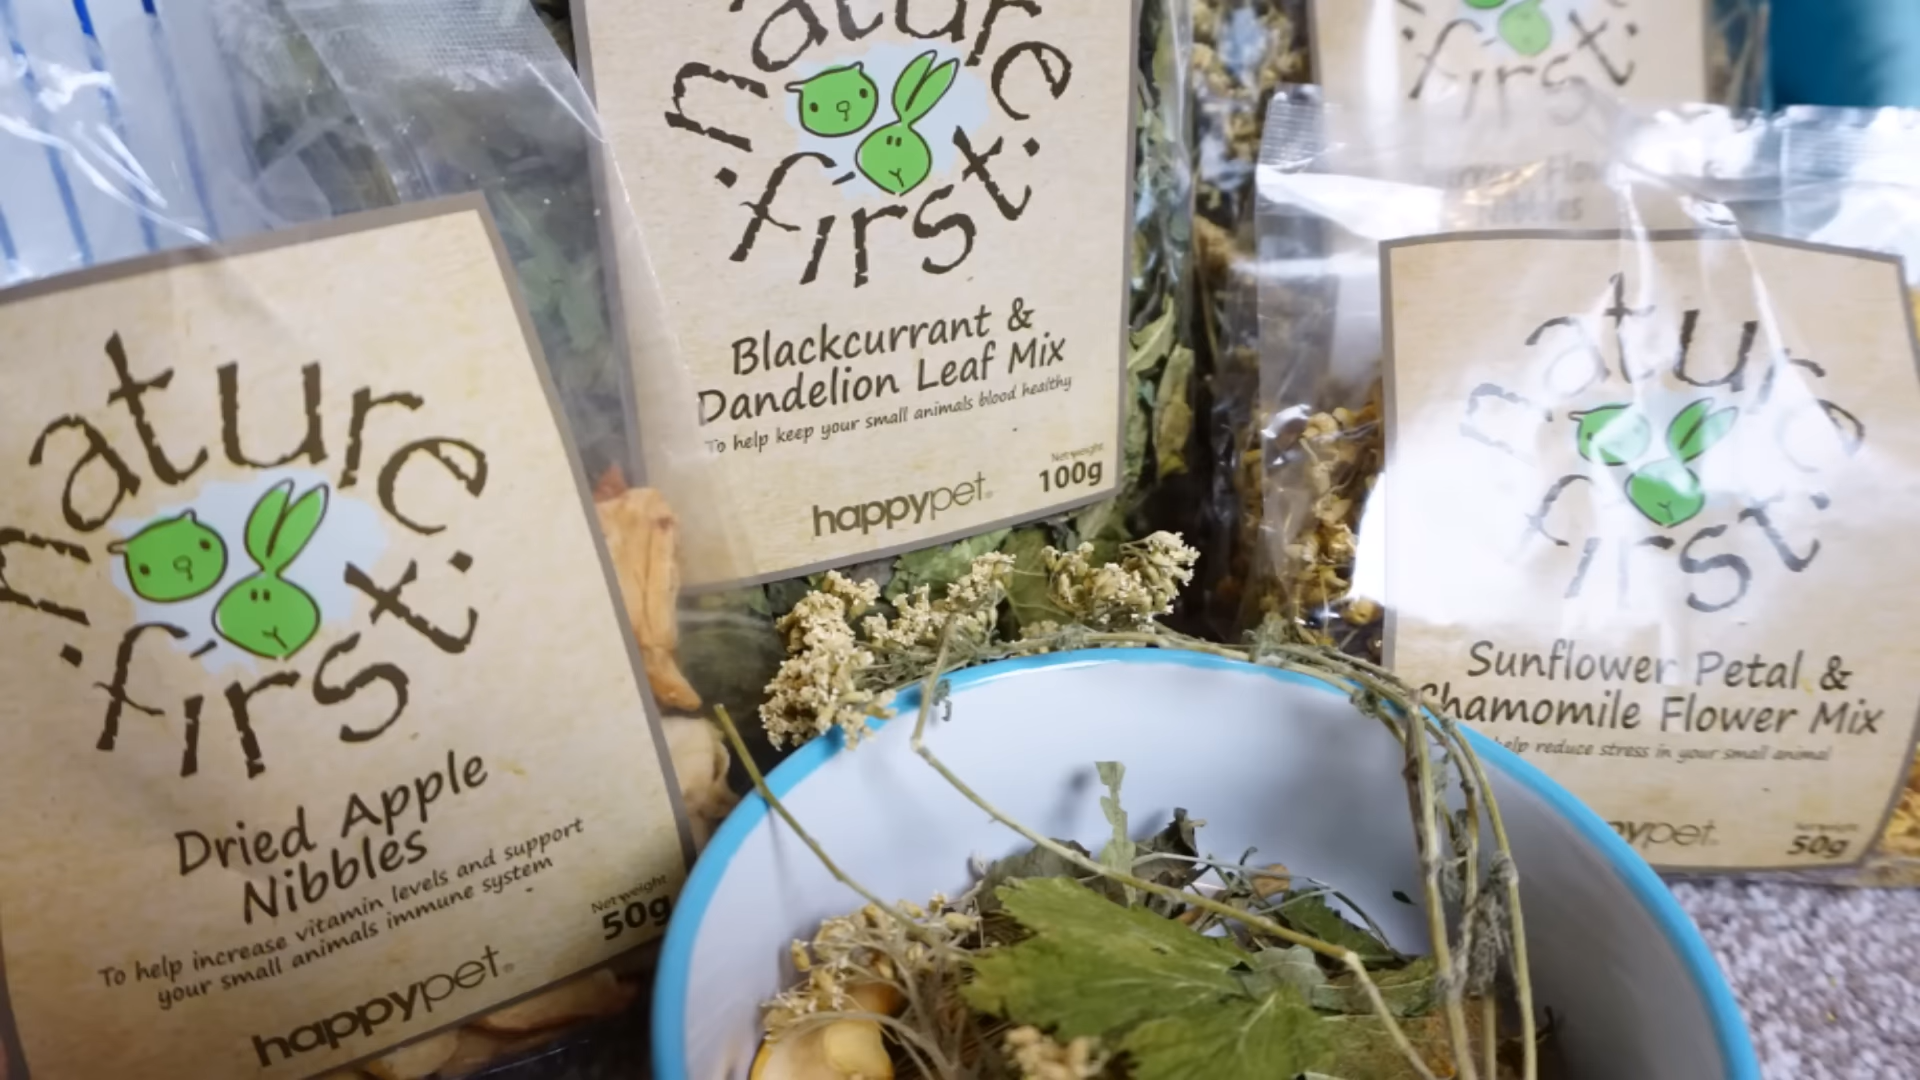 nature
first
Dried Apple
Nibbles
To help increase vitamin levels and support
your small animals immune system
Net weight
50g
happypet
nature
first
Blackcurrant &
Dandelion Leaf Mix
To help keep your small animals blood healthy
Net weight
100g
happypet
first
nature
first
Sunflower Petal &
Chamomile Flower Mix
help reduce stress in your small animal
Net weight
50g
ypet